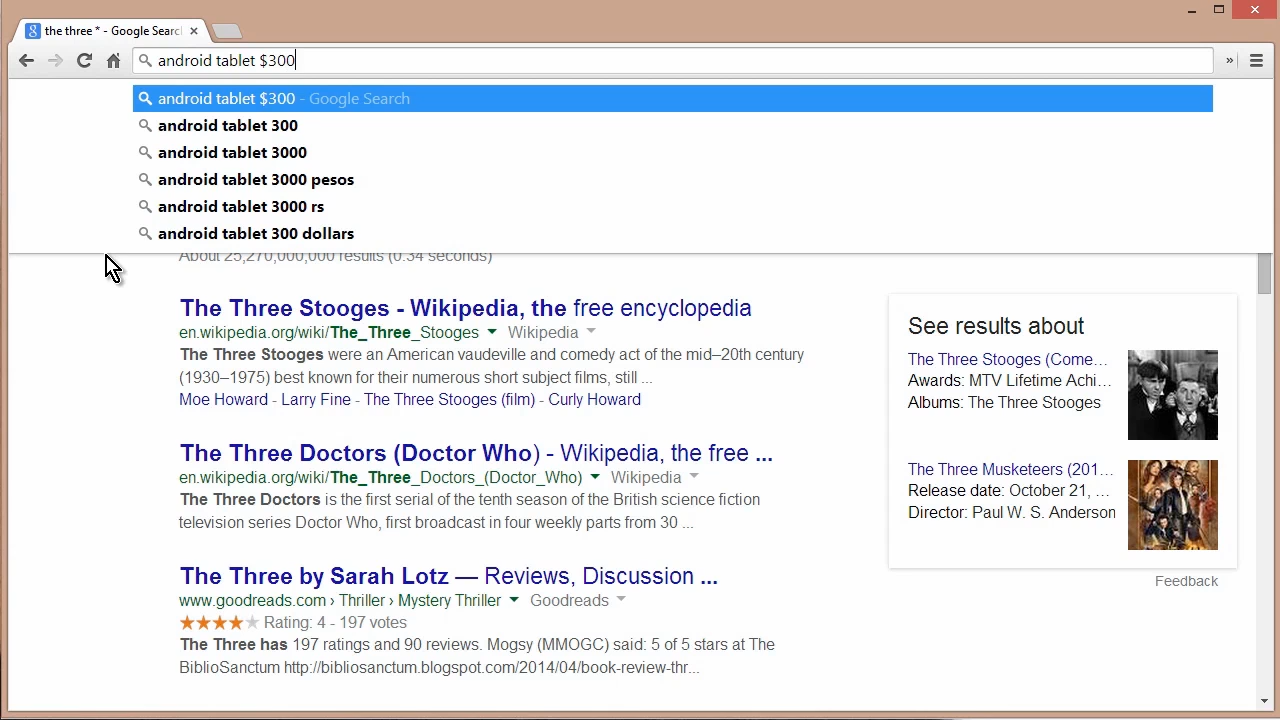 the three * - Google Searc
android tablet $300
android tablet $300 - Google Search
android tablet 300
android tablet 3000
android tablet 3000 pesos
android tablet 3000 rs
android tablet 300 dollars
About 25,270,000,000 results (0.34 seconds)
The Three Stooges - Wikipedia, the free encyclopedia
en.wikipedia.org/wiki/The_Three_Stooges Wikipedia
The Three Stooges were an American vaudeville and comedy act of the mid–20th century
(1930–1975) best known for their numerous short subject films, still ...
Moe Howard - Larry Fine - The Three Stooges (film) - Curly Howard
The Three Doctors (Doctor Who) - Wikipedia, the free ...
en.wikipedia.org/wiki/The_Three_Doctors_(Doctor_Who) Wikipedia
The Three Doctors is the first serial of the tenth season of the British science fiction
television series Doctor Who, first broadcast in four weekly parts from 30 ...
The Three by Sarah Lotz — Reviews, Discussion ...
www.goodreads.com › Thriller › Mystery Thriller Goodreads
Rating: 4 - 197 votes
The Three has 197 ratings and 90 reviews. Mogsy (MMOGC) said: 5 of 5 stars at The
BiblioSanctum http://bibliosanctum.blogspot.com/2014/04/book-review-thr...
See results about
The Three Stooges (Come...
Awards: MTV Lifetime Achi...
Albums: The Three Stooges
The Three Musketeers (201...
Release date: October 21, ...
Director: Paul W. S. Anderson
Feedback